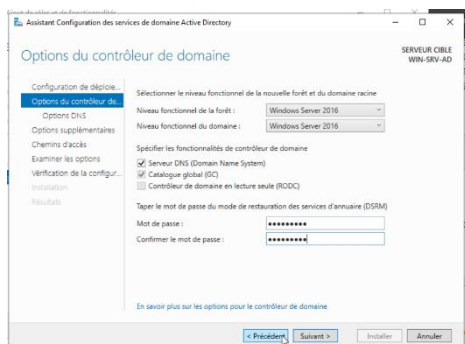 Assistant Configuration des services de domaine Active Directory
Options du contrôleur de domaine
SERVEUR CIBLE
WIN-SRV-AD
Configuration de déploie...
Options du contrôleur de...
Options DNS
Options supplémentaires
Chemins d'accès
Examiner les options
Vérification de la configur...
Installation
Résultats
Sélectionner le niveau fonctionnel de la nouvelle forêt et du domaine racine
Niveau fonctionnel de la forêt :
Windows Server 2016
Niveau fonctionnel du domaine :
Windows Server 2016
Spécifier les fonctionnalités de contrôleur de domaine
Serveur DNS (Domain Name System)
Catalogue global (GC)
Contrôleur de domaine en lecture seule (RODC)
Taper le mot de passe du mode de restauration des services d'annuaire (DSRM)
Mot de passe :
•••••••••
Confirmer le mot de passe :
•••••••••
En savoir plus sur les options pour le contrôleur de domaine
< Précédent
Suivant >
Installer
Annuler